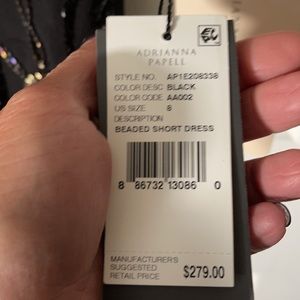 ADRIANNA
PAPELL
STYLE NO. AP1E208338
COLOR DESC BLACK
COLOR CODE AA002
US SIZE 8
DESCRIPTION
BEADED SHORT DRESS
8 86732 13086 0
MANUFACTURER'S
SUGGESTED
RETAIL PRICE $279.00